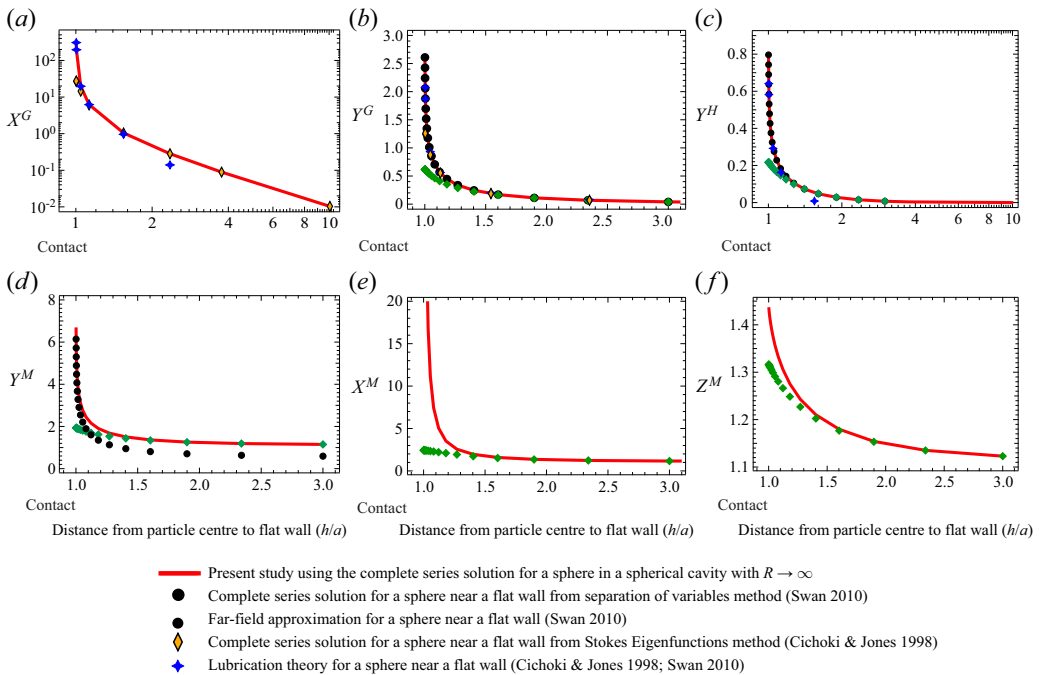 (a)
(b)
(c)
10²
10¹
10⁰
10⁻¹
10⁻²
X^G
1
2
4
8
10
Contact
3.0
2.5
2.0
1.5
1.0
0.5
0
Y^G
1.0
1.5
2.0
2.5
3.0
Contact
0.8
0.6
0.4
0.2
0
Y^H
1
2
4
8
10
Contact
(d)
(e)
(f)
8
6
4
2
0
Y^M
1.0
1.5
2.0
2.5
3.0
Contact
Distance from particle centre to flat wall (h/a)
20
15
10
5
0
X^M
1.0
1.5
2.0
2.5
3.0
Contact
Distance from particle centre to flat wall (h/a)
1.4
1.3
1.2
1.1
Z^M
1.0
1.5
2.0
2.5
3.0
Contact
Distance from particle centre to flat wall (h/a)
Present study using the complete series solution for a sphere in a spherical cavity with R → ∞
Complete series solution for a sphere near a flat wall from separation of variables method (Swan 2010)
Far-field approximation for a sphere near a flat wall (Swan 2010)
Complete series solution for a sphere near a flat wall from Stokes Eigenfunctions method (Cichoki & Jones 1998)
Lubrication theory for a sphere near a flat wall (Cichoki & Jones 1998; Swan 2010)